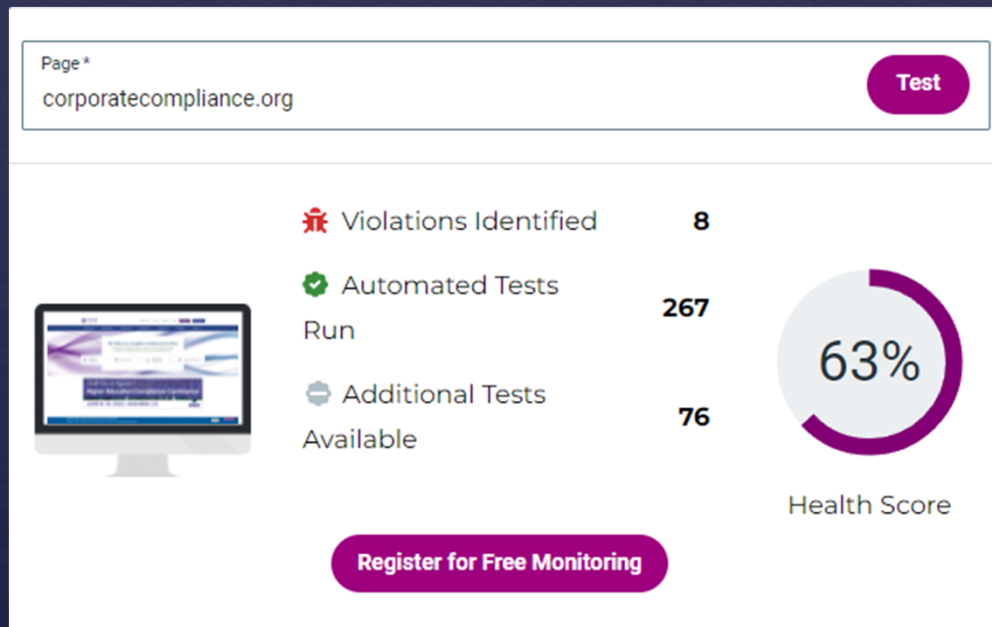 Page*
corporatecompliance.org
Test
Violations Identified 8
Automated Tests
Run
267
Additional Tests
Available
76
63%
Health Score
Register for Free Monitoring